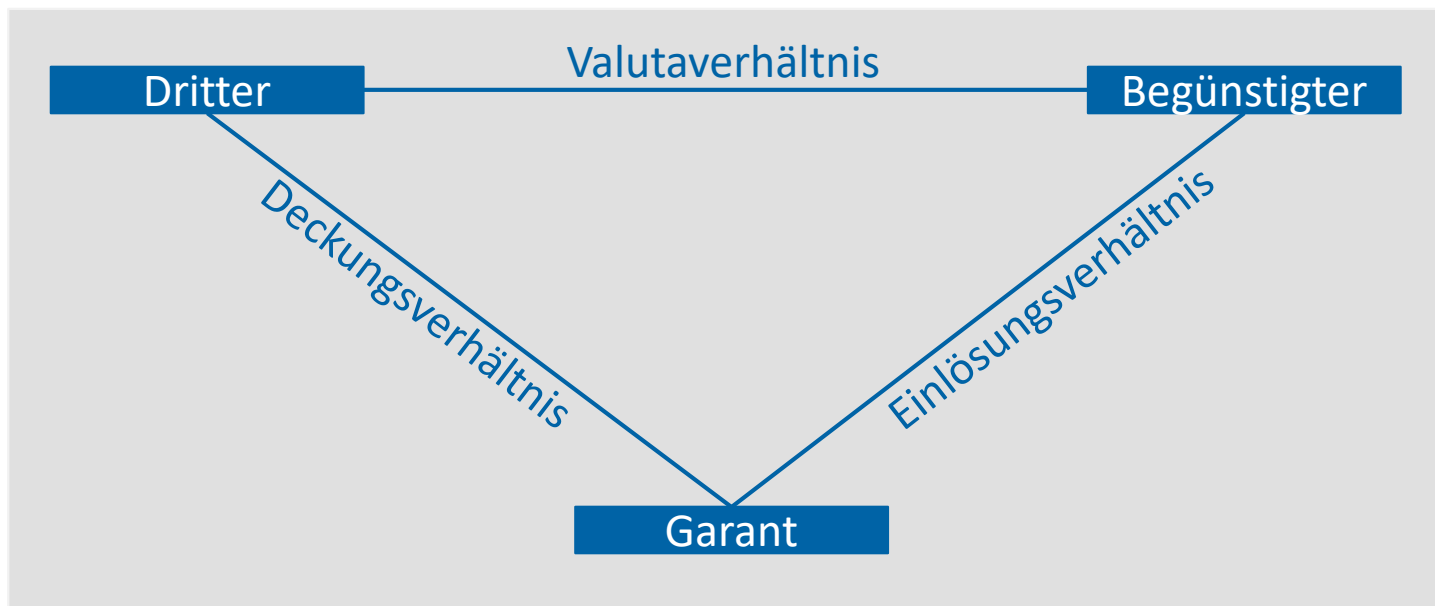 Valutaverhältnis
Dritter
Begünstigter
Deckungsverhältnis
Einlösungsverhältnis
Garant